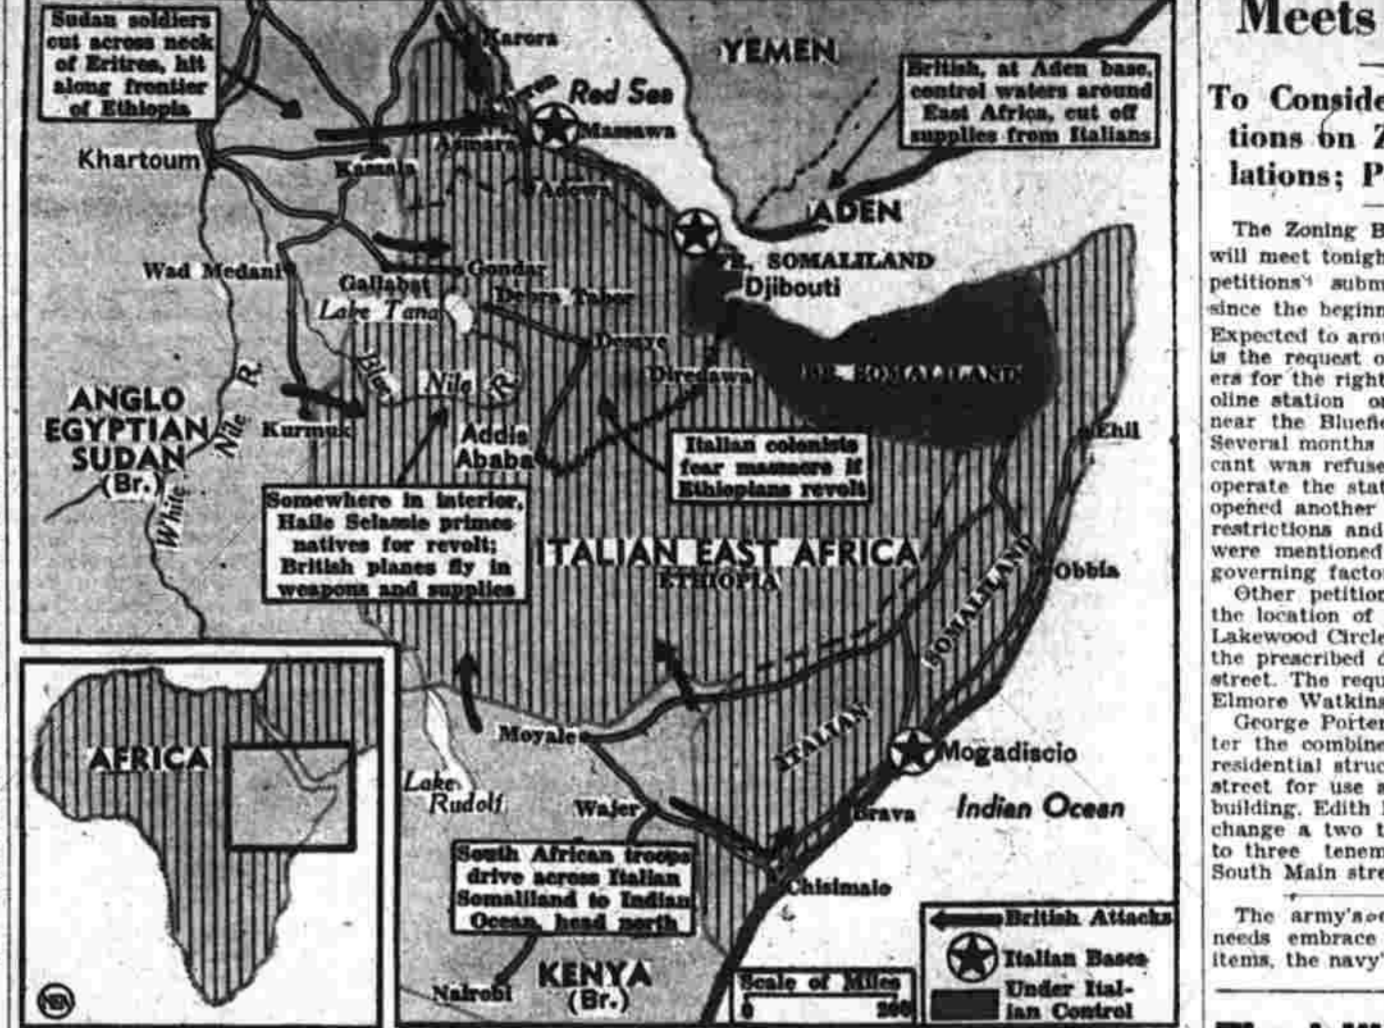 Sudan soldiers
cut across neck
of Eritrea, hit
along frontier
of Ethiopia
Karora
Red Sea
Massawa
Asmara
Adowa
YEMEN
British, at Aden base,
control waters around
East Africa, cut off
supplies from Italians
ADEN
Khartoum
Kassala
Wad Medani
Gallabat
Gondar
Lake Tana
Debra Tabor
Dessye
Blue
Nile R.
Diredawa
BR. SOMALILAND
Djibouti
BR. SOMALILAND
ANGLO
EGYPTIAN
SUDAN
(Br.)
White
Nile R.
Kurmuk
Addis
Ababa
Italian colonists
fear massacre if
Ethiopians revolt
Ehil
Somewhere in interior,
Haile Selassie primes
natives for revolt;
British planes fly in
weapons and supplies
ITALIAN EAST AFRICA
ETHIOPIA
Obbia
ITALIAN
SOMALILAND
AFRICA
NEA
Moyale
Lake
Rudolf
Wajer
Mogadiscio
Brava
Indian Ocean
Chisimaio
South African troops
drive across Italian
Somaliland to Indian
Ocean, head north
KENYA
(Br.)
Nairobi
Scale of Miles
0 200
British Attacks
Italian Bases
Under Ital-
ian Control
Meets
To Conside
tions on Z
lations; P
The Zoning B
will meet tonigh
petitions subm
since the beginn
Expected to arou
is the request o
ers for the right
oline station or
near the Bluefie
Several months
cant was refuse
operate the stat
opened another
restrictions and
were mentioned
governing facto
Other petition
the location of
Lakewood Circle
the prescribed d
street. The requ
Elmore Watkins
George Porter
ter the combine
residential struc
street for use a
building. Edith
change a two t
to three tenem
South Main stre
The army's
needs embrace
items, the navy'